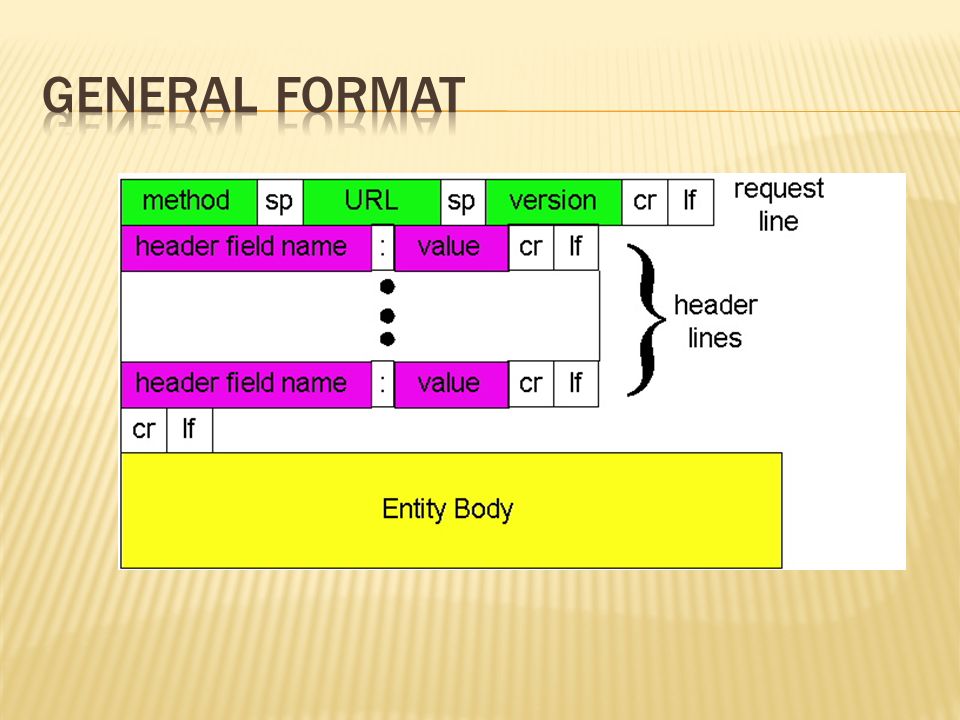 GENERAL FORMAT
method sp URL sp version cr lf
request
line
header field name : value cr lf
header
lines
header field name : value cr lf
cr lf
Entity Body